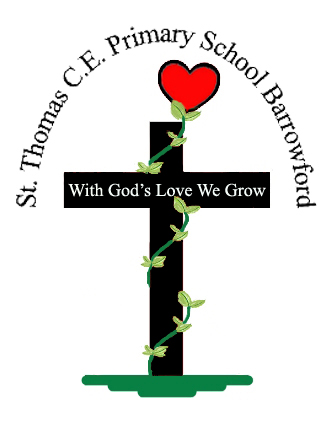 St. Thomas C.E. Primary School Barrowford
With God's Love We Grow